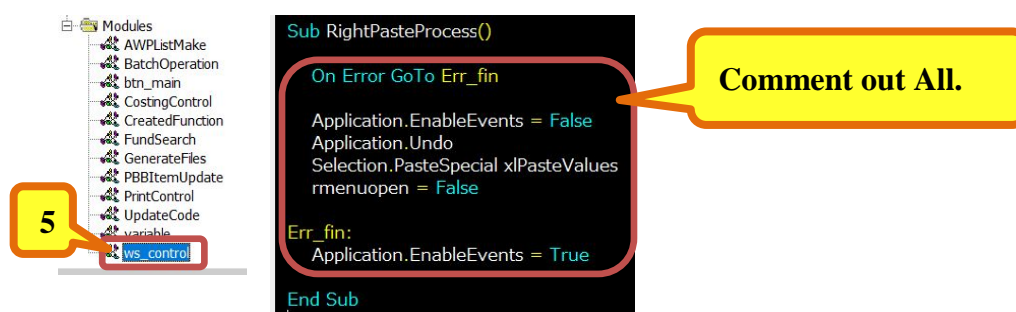 Modules
AWPListMake
BatchOperation
btn_main
CostingControl
CreatedFunction
FundSearch
GenerateFiles
PBBItemUpdate
PrintControl
UpdateCode
variable
ws_control
5
Sub RightPasteProcess()
On Error GoTo Err_fin
Application.EnableEvents = False
Application.Undo
Selection.PasteSpecial xlPasteValues
rmenuopen = False
Err_fin:
Application.EnableEvents = True
End Sub
Comment out All.